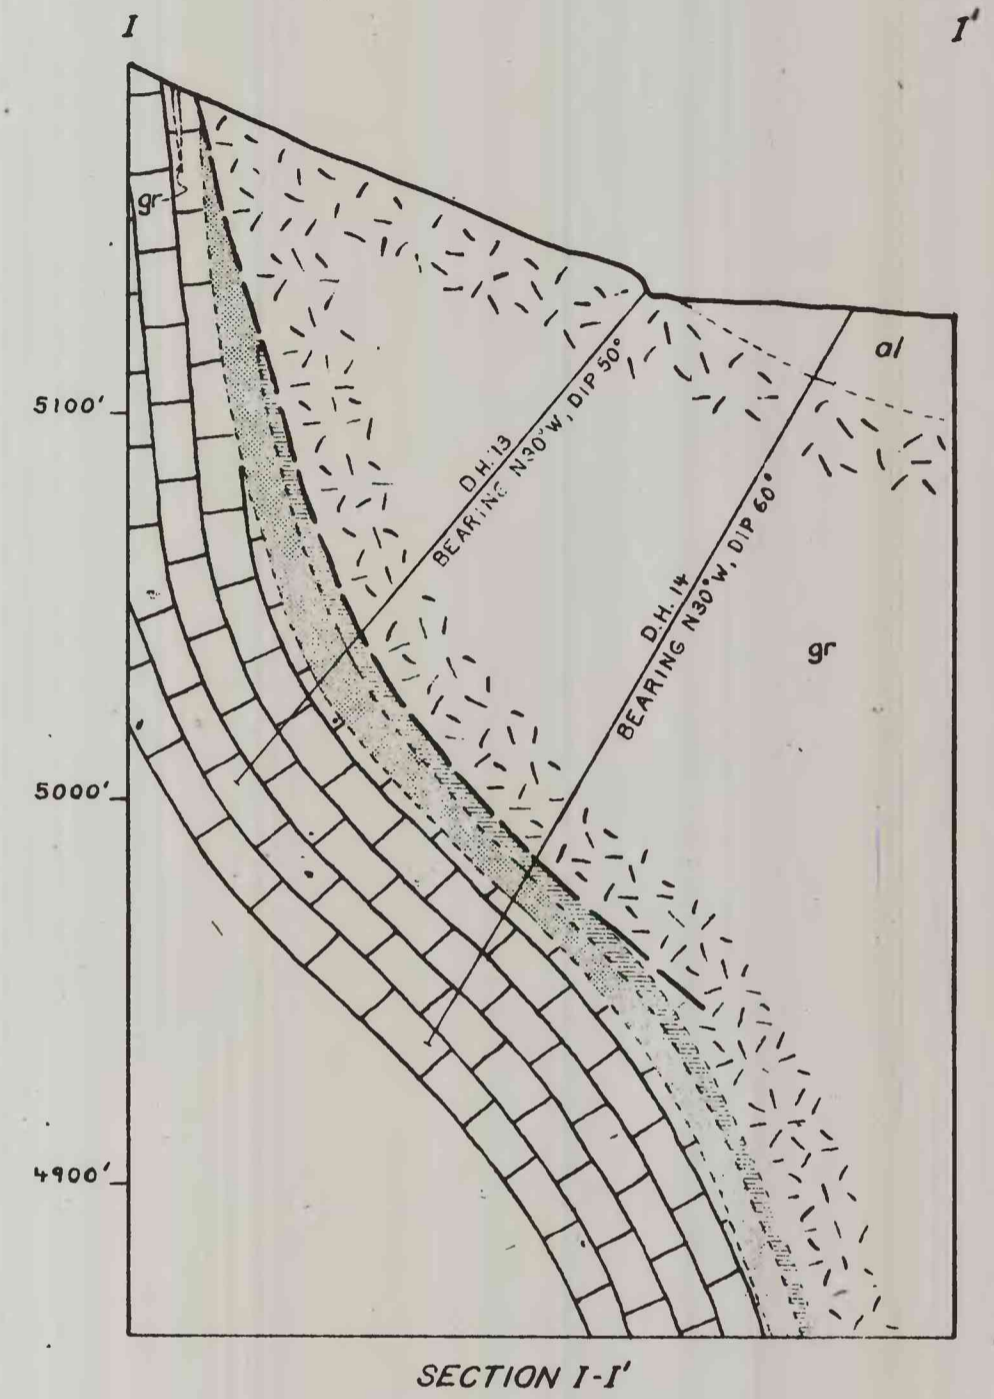 I
I'
gr
al
5100'
D.H. 13
BEARING N30°W, DIP 50°
D.H. 14
BEARING N30°W, DIP 60°
gr
5000'
4900'
SECTION I-I'